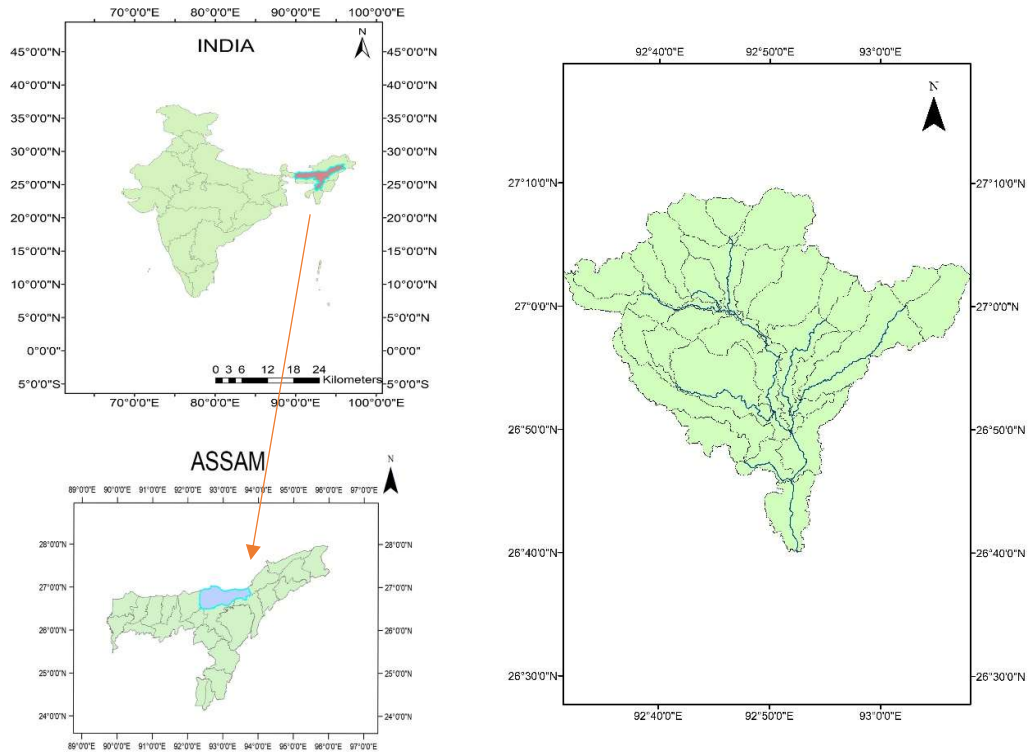 70°0'0"E 80°0'0"E 90°0'0"E 100°0'0"E
INDIA
N
45°0'0"N 45°0'0"N
40°0'0"N 40°0'0"N
35°0'0"N 35°0'0"N
30°0'0"N 30°0'0"N
25°0'0"N 25°0'0"N
20°0'0"N 20°0'0"N
15°0'0"N 15°0'0"N
10°0'0"N 10°0'0"N
5°0'0"N 5°0'0"N
0°0'0" 0°0'0"
5°0'0"S 5°0'0"S
0 3 6 12 18 24
Kilometers
70°0'0"E 80°0'0"E 90°0'0"E 100°0'0"E
ASSAM
N
89°0'0"E 90°0'0"E 91°0'0"E 92°0'0"E 93°0'0"E 94°0'0"E 95°0'0"E 96°0'0"E
28°0'0"N 28°0'0"N
27°0'0"N 27°0'0"N
26°0'0"N 26°0'0"N
25°0'0"N 25°0'0"N
24°0'0"N 24°0'0"N
89°0'0"E 90°0'0"E 91°0'0"E 92°0'0"E 93°0'0"E 94°0'0"E 95°0'0"E 96°0'0"E
92°40'0"E 92°50'0"E 93°0'0"E
N
27°10'0"N 27°10'0"N
27°0'0"N 27°0'0"N
26°50'0"N 26°50'0"N
26°40'0"N 26°40'0"N
26°30'0"N 26°30'0"N
92°40'0"E 92°50'0"E 93°0'0"E